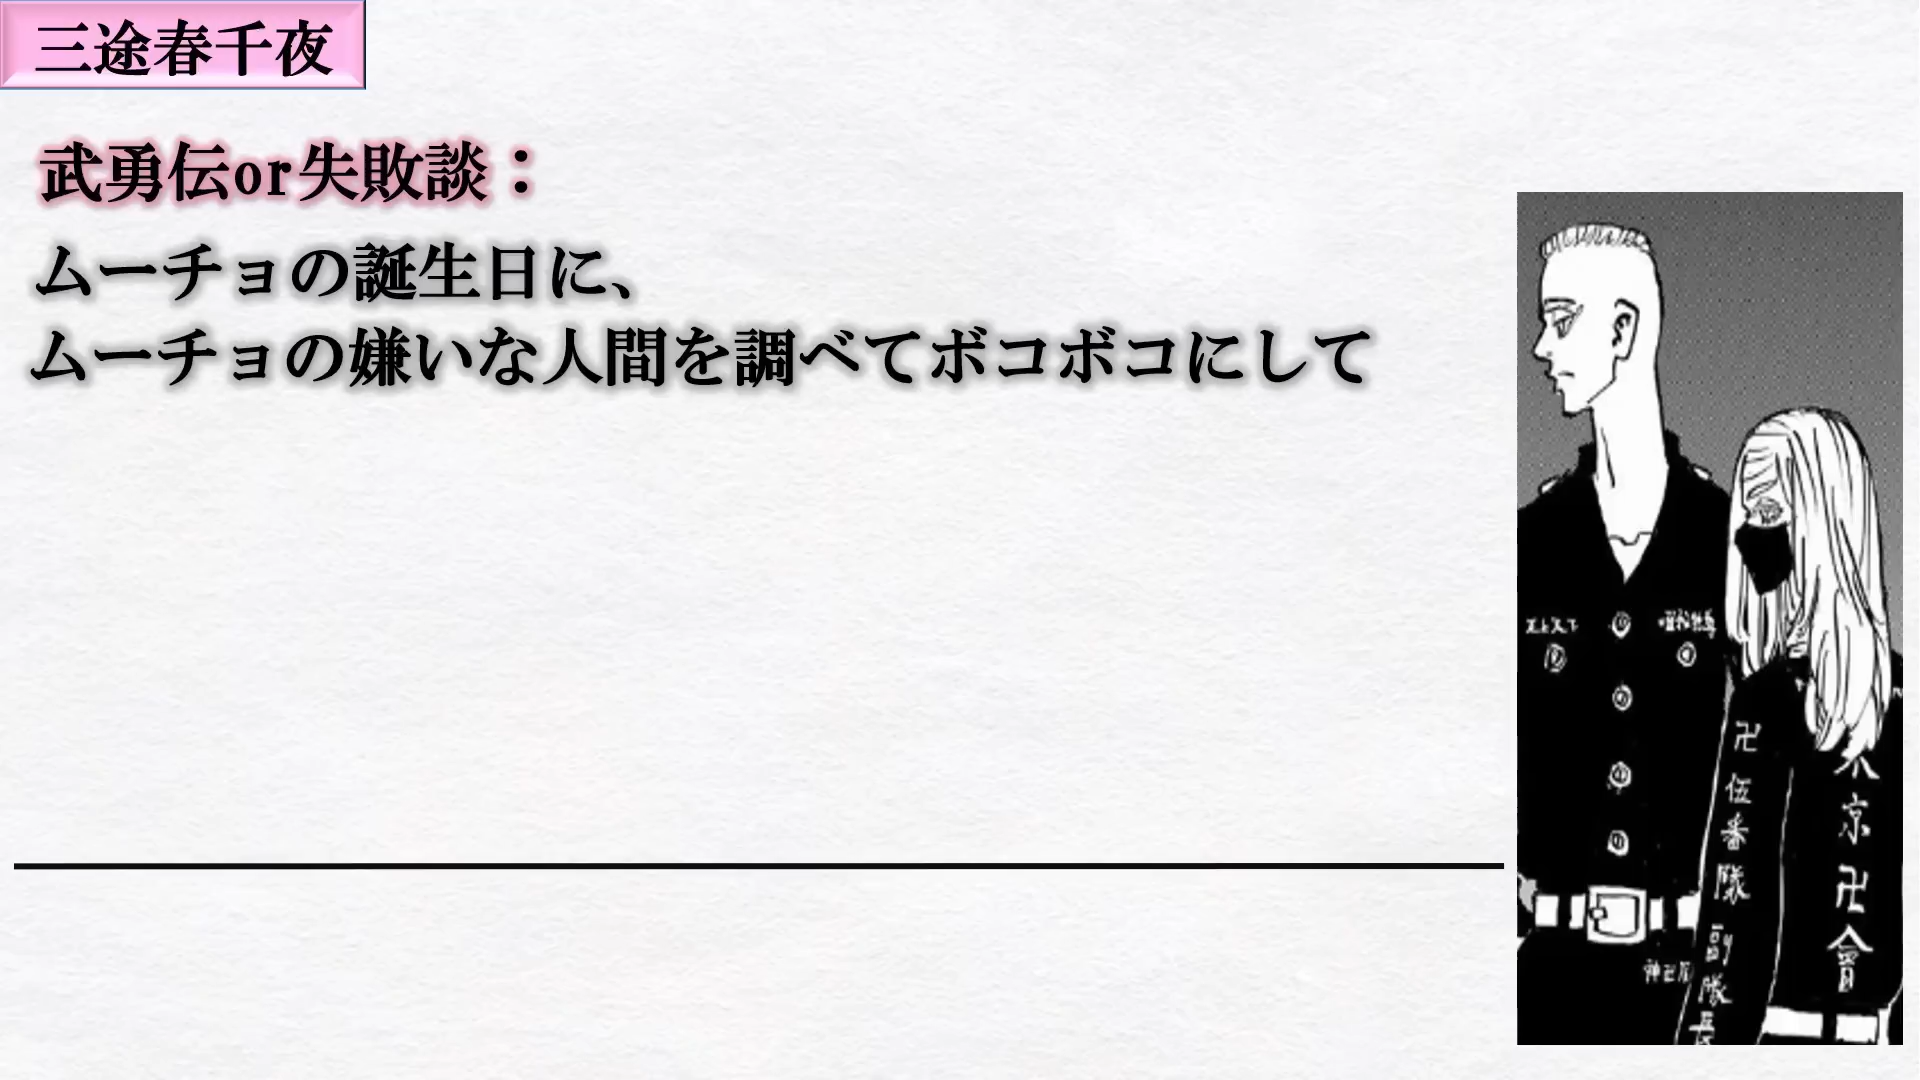 三途春千夜
武勇伝or失敗談：
ムーチョの誕生日に、
ムーチョの嫌いな人間を調べてボコボコにして
卍伍番隊副隊長
東京卍會